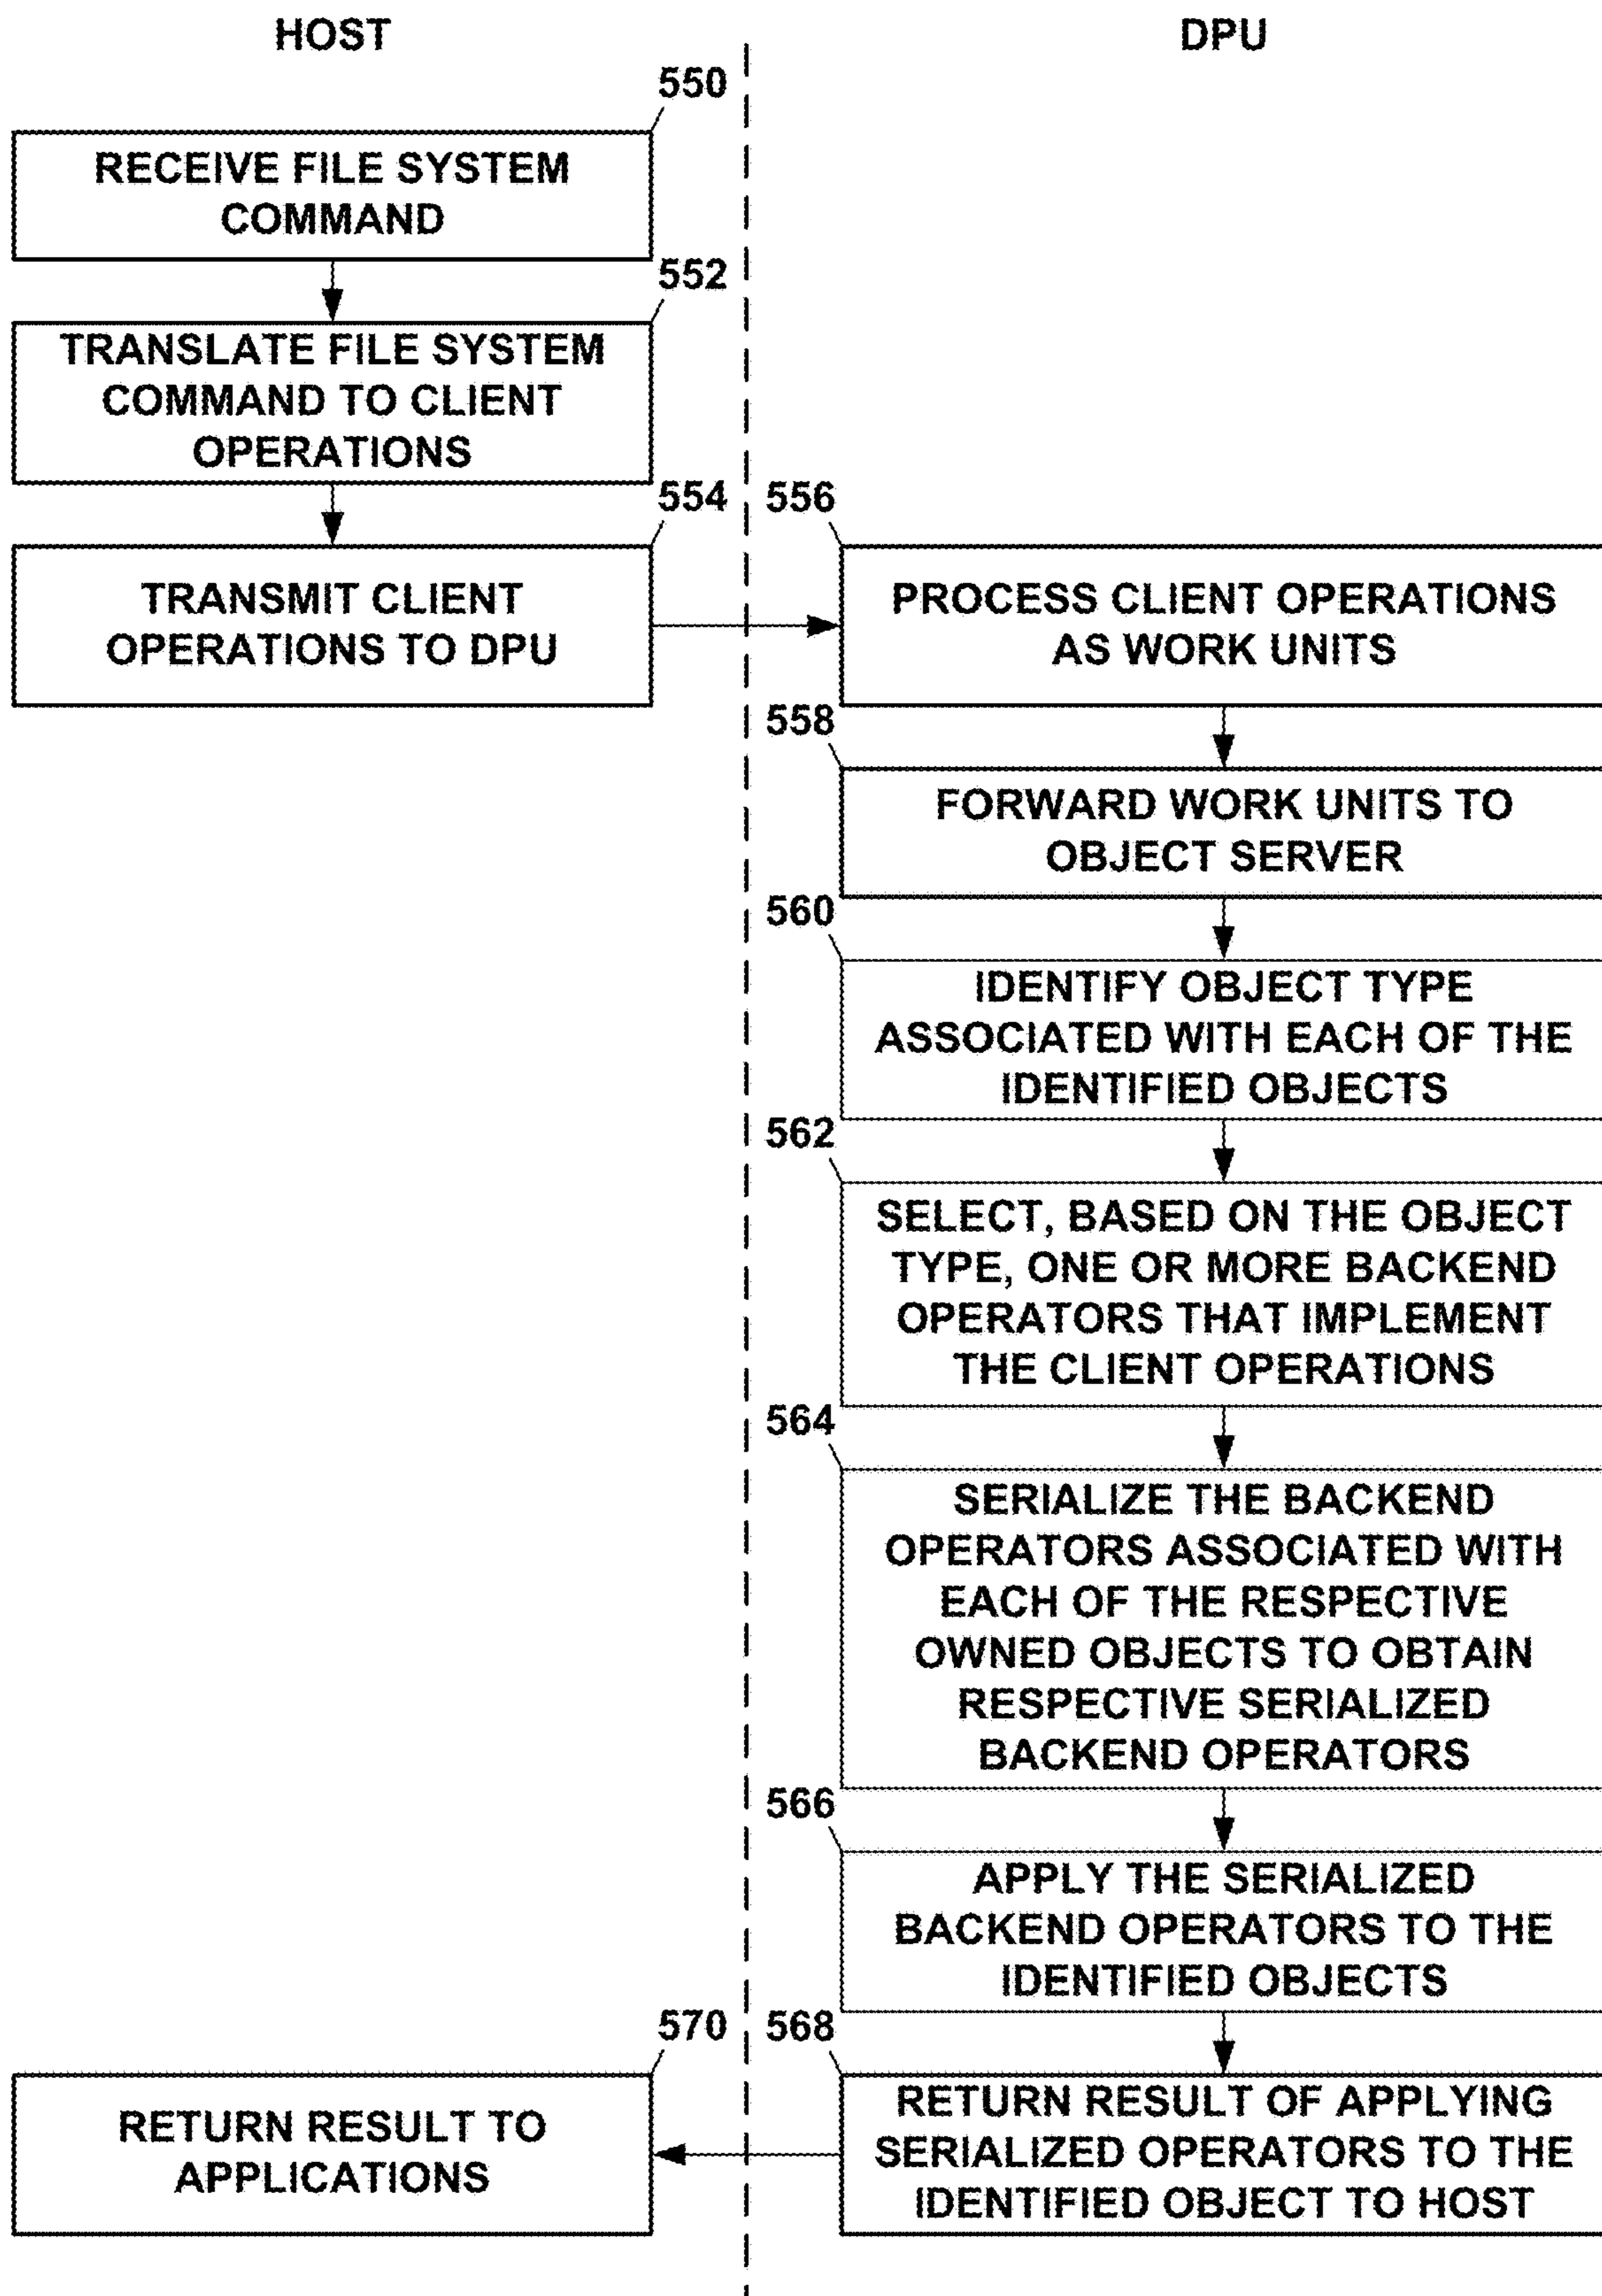 HOST
DPU
550
RECEIVE FILE SYSTEM
COMMAND
552
TRANSLATE FILE SYSTEM
COMMAND TO CLIENT
OPERATIONS
554
TRANSMIT CLIENT
OPERATIONS TO DPU
556
PROCESS CLIENT OPERATIONS
AS WORK UNITS
558
FORWARD WORK UNITS TO
OBJECT SERVER
560
IDENTIFY OBJECT TYPE
ASSOCIATED WITH EACH OF THE
IDENTIFIED OBJECTS
562
SELECT, BASED ON THE OBJECT
TYPE, ONE OR MORE BACKEND
OPERATORS THAT IMPLEMENT
THE CLIENT OPERATIONS
564
SERIALIZE THE BACKEND
OPERATORS ASSOCIATED WITH
EACH OF THE RESPECTIVE
OWNED OBJECTS TO OBTAIN
RESPECTIVE SERIALIZED
BACKEND OPERATORS
566
APPLY THE SERIALIZED
BACKEND OPERATORS TO THE
IDENTIFIED OBJECTS
568
RETURN RESULT OF APPLYING
SERIALIZED OPERATORS TO THE
IDENTIFIED OBJECT TO HOST
570
RETURN RESULT TO
APPLICATIONS